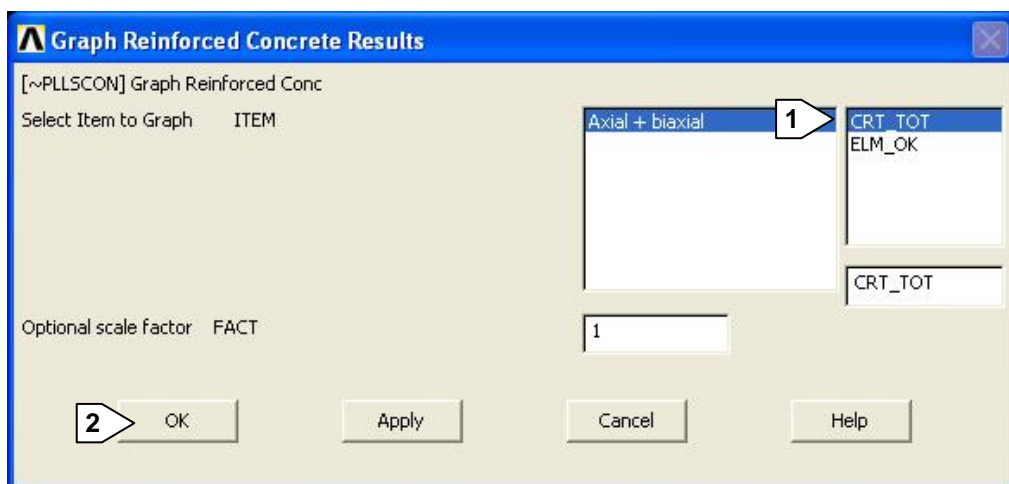 Graph Reinforced Concrete Results
[~PLLSCON] Graph Reinforced Conc
Select Item to Graph ITEM
Axial + biaxial
1
CRT_TOT
ELM_OK
CRT_TOT
Optional scale factor FACT
1
2
OK
Apply
Cancel
Help